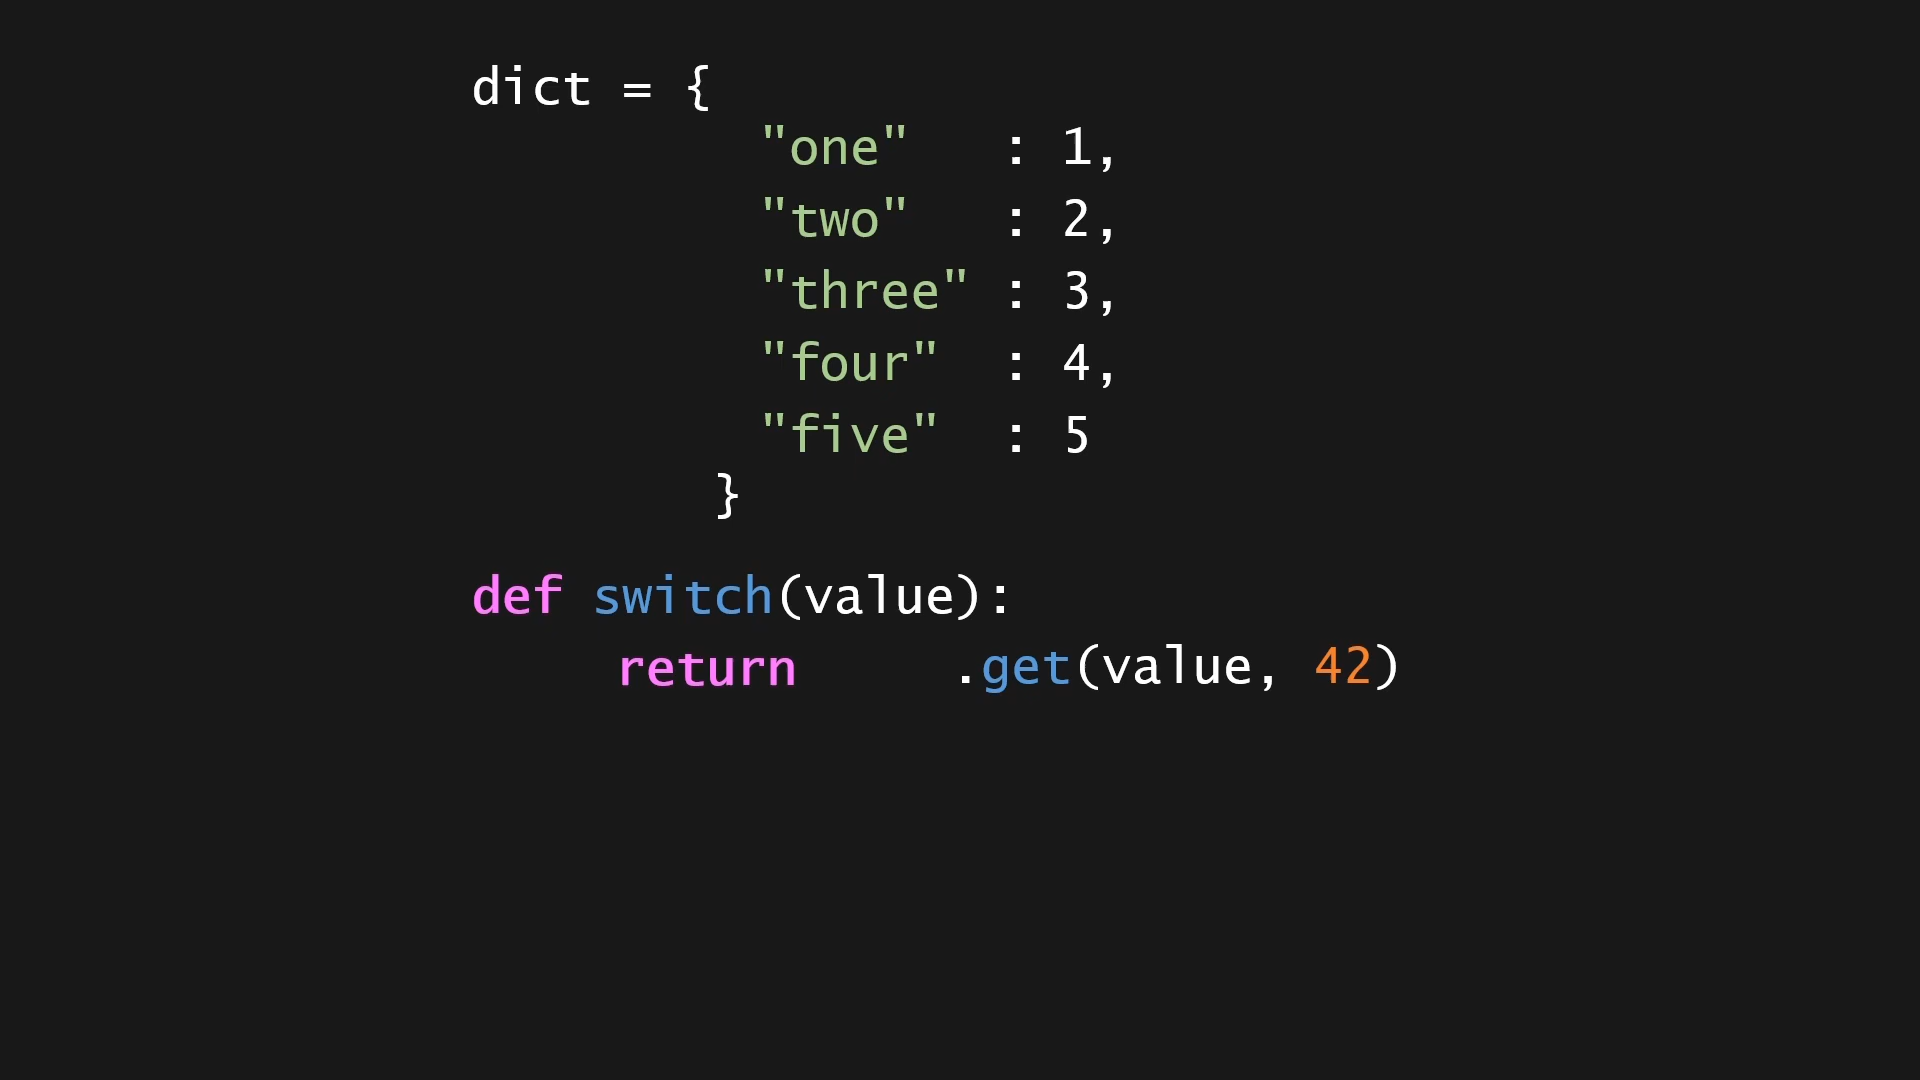 dict = {
"one" : 1,
"two" : 2,
"three" : 3,
"four" : 4,
"five" : 5
}
def switch(value):
return .get(value, 42)